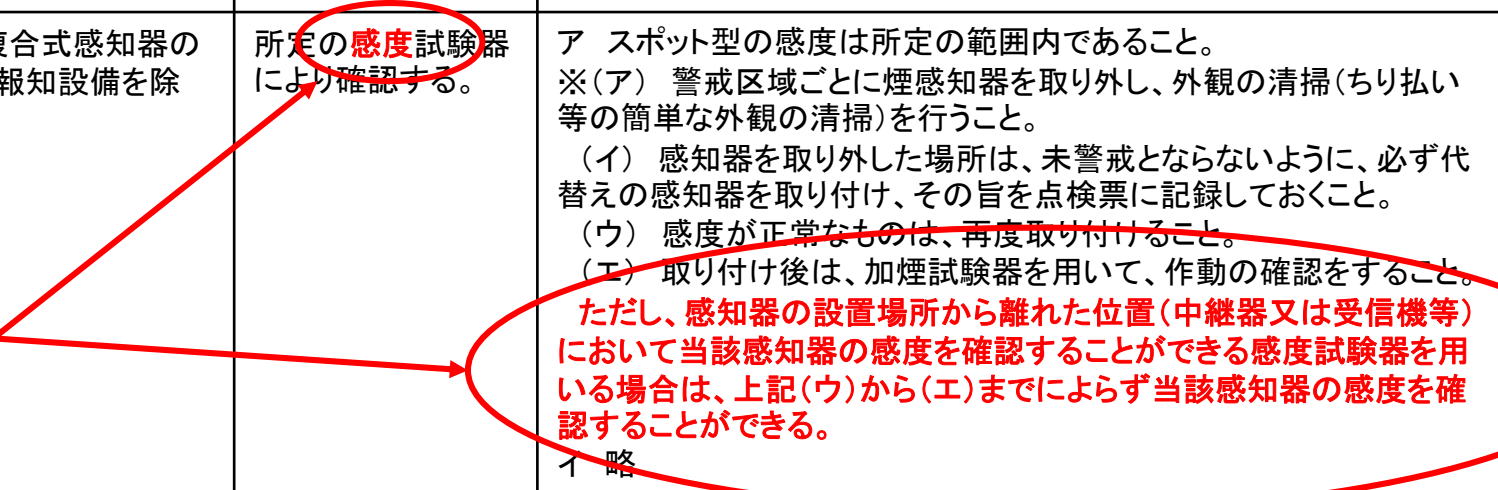 複合式感知器の
報知設備を除
所定の感度試験器
により確認する。
ア　スポット型の感度は所定の範囲内であること。
※（ア）　警戒区域ごとに煙感知器を取り外し、外観の清掃（ちり払い
等の簡単な外観の清掃）を行うこと。
（イ）　感知器を取り外した場所は、未警戒とならないように、必ず代
替えの感知器を取り付け、その旨を点検票に記録しておくこと。
（ウ）　感度が正常なものは、再度取り付けること。
（エ）　取り付け後は、加煙試験器を用いて、作動の確認をすること。
ただし、感知器の設置場所から離れた位置（中継器又は受信機等）
において当該感知器の感度を確認することができる感度試験器を用
いる場合は、上記（ウ）から（エ）までによらず当該感知器の感度を確
認することができる。
イ　略